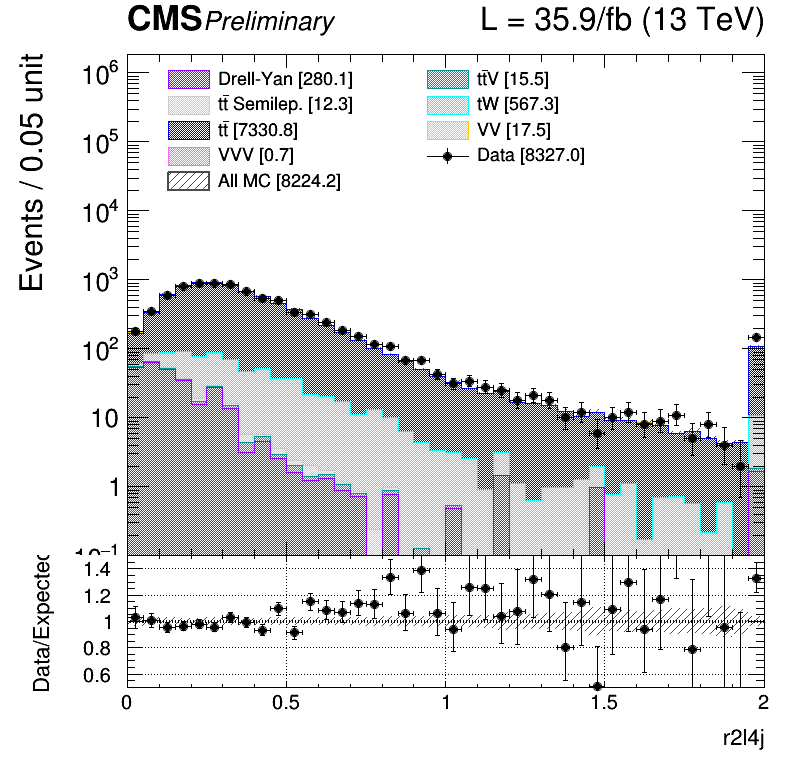 CMS Preliminary L = 35.9/fb (13 TeV)
Events / 0.05 unit
10⁶
10⁵
10⁴
10³
10²
10
1
10⁻¹
Drell-Yan [280.1]
tt̄ Semilep. [12.3]
tt̄ [7330.8]
VVV [0.7]
All MC [8224.2]
tt̄V [15.5]
tW [567.3]
VV [17.5]
Data [8327.0]
Data/Expected
1.4
1.2
1
0.8
0.6
0 0.5 1 1.5 2
r2l4j